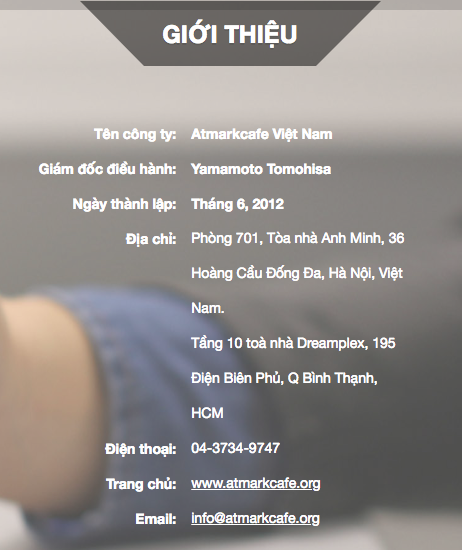 GIỚI THIỆU
Tên công ty: Atmarkcafe Việt Nam
Giám đốc điều hành: Yamamoto Tomohisa
Ngày thành lập: Tháng 6, 2012
Địa chỉ: Phòng 701, Tòa nhà Anh Minh, 36
Hoàng Cầu Đống Đa, Hà Nội, Việt
Nam.
Tầng 10 toà nhà Dreamplex, 195
Điện Biên Phủ, Q Bình Thạnh,
HCM
Điện thoại: 04-3734-9747
Trang chủ: www.atmarkcafe.org
Email: info@atmarkcafe.org